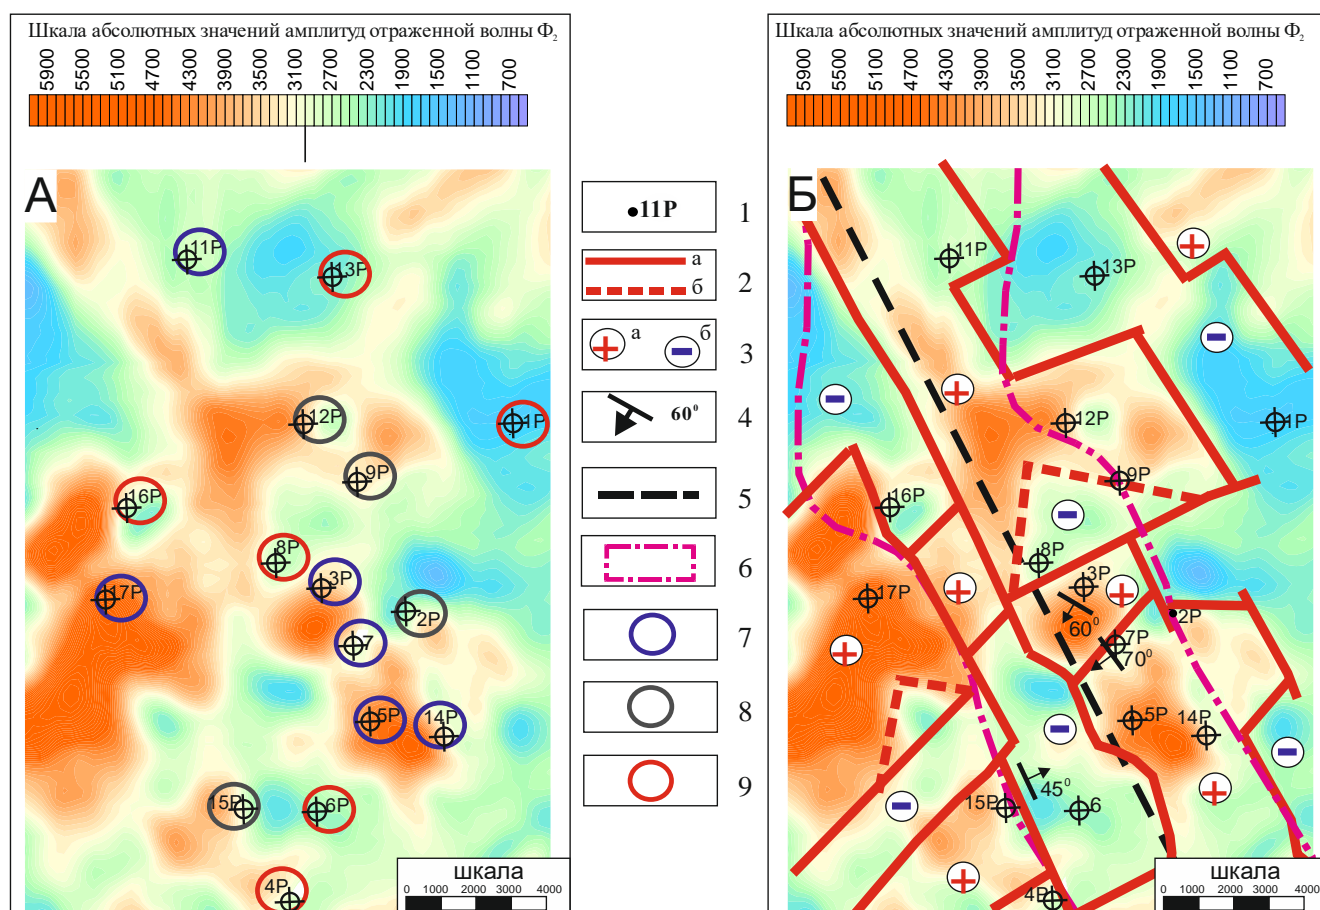 Шкала абсолютных значений амплитуд отраженной волны Ф2
5900 5500 5100 4700 4300 3900 3500 3100 2700 2300 1900 1500 1100 700
А
11Р
13Р
12Р
1Р
9Р
16Р
8Р
3Р
17Р
2Р
7
5Р
14Р
15Р
6Р
4Р
шкала
0 1000 2000 3000 4000
11Р 1
а
б
2
а б
3
60⁰ 4
5
6
7
8
9
Шкала абсолютных значений амплитуд отраженной волны Ф2
5900 5500 5100 4700 4300 3900 3500 3100 2700 2300 1900 1500 1100 700
Б
11Р
13Р
12Р
1Р
9Р
16Р
8Р
3Р
17Р
60⁰
2Р
7Р
70⁰
5Р
14Р
45⁰
15Р
6
4Р
шкала
0 1000 2000 3000 4000